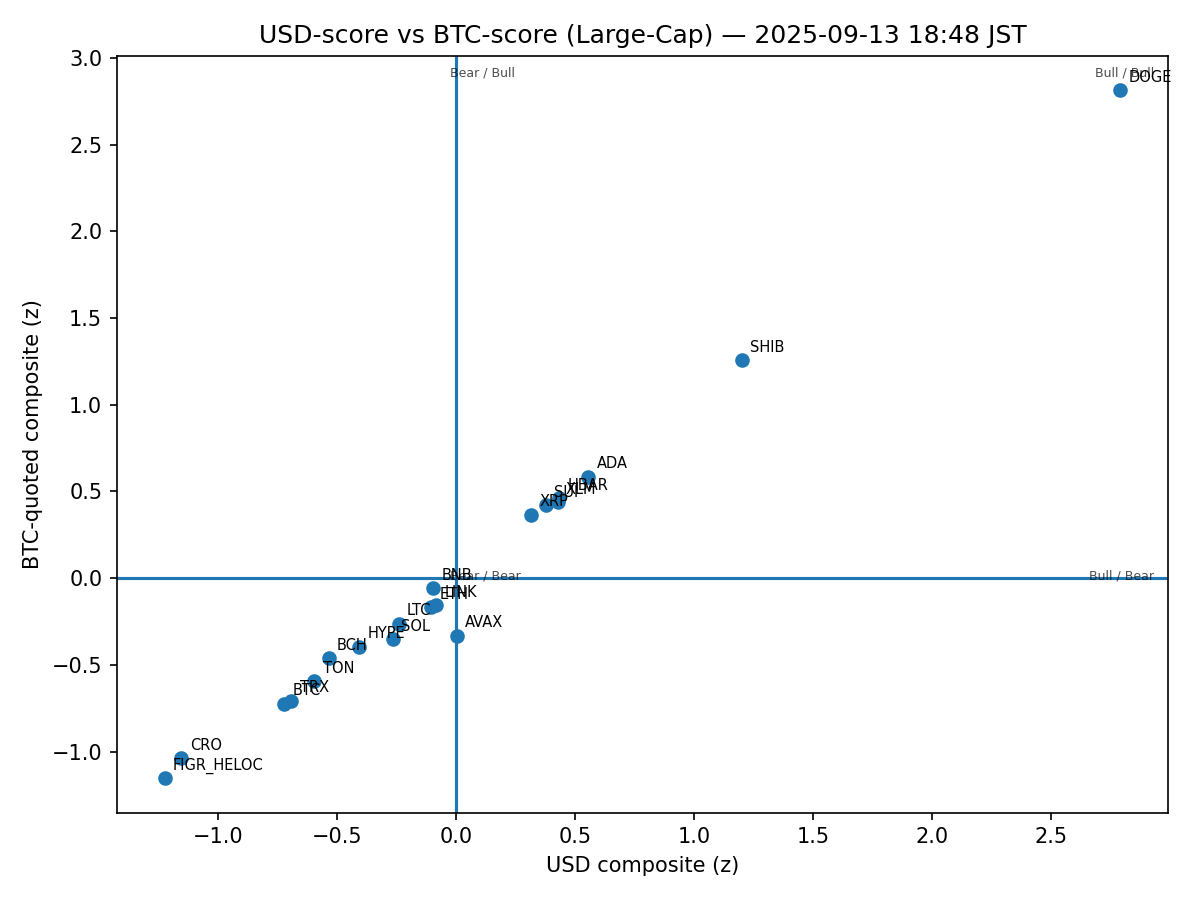 USD-score vs BTC-score (Large-Cap) — 2025-09-13 18:48 JST
BTC-quoted composite (z)
3.0
2.5
2.0
1.5
1.0
0.5
0.0
−0.5
−1.0
Bear / Bull
Bull / Bull
DOGE
SHIB
ADA
HBAR
XLM
SUI
XRP
BNB
Bear / Bear
Bull / Bear
LINK
ETH
LTC
AVAX
SOL
HYPE
BCH
TON
TRX
BTC
CRO
FIGR_HELOC
−1.0
−0.5
0.0
0.5
1.0
1.5
2.0
2.5
USD composite (z)